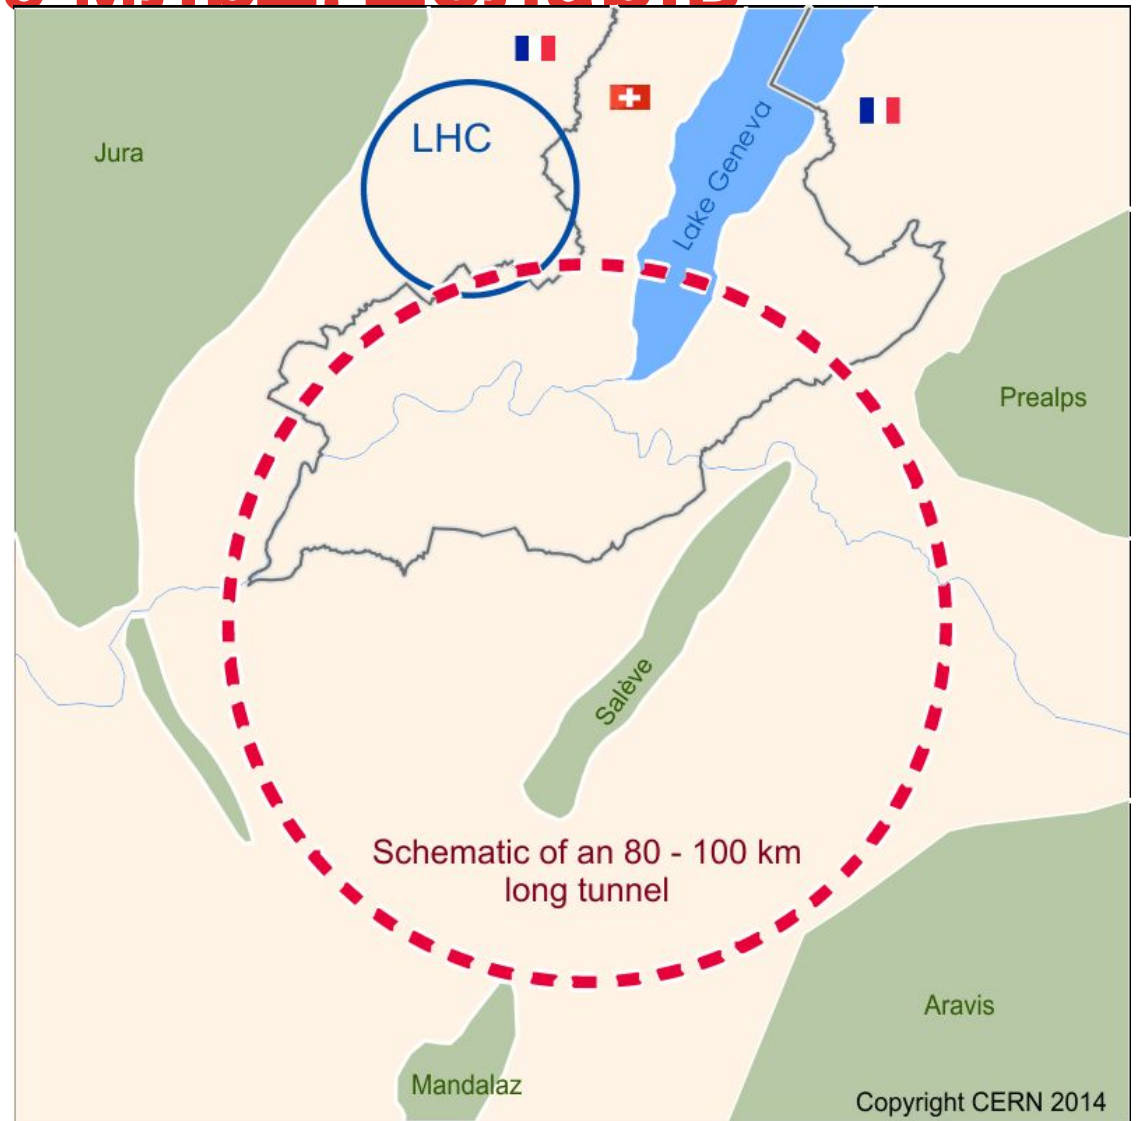 LHC
Jura
Lake Geneva
Prealps
Salève
Schematic of an 80 - 100 km
long tunnel
Aravis
Mandalaz
Copyright CERN 2014